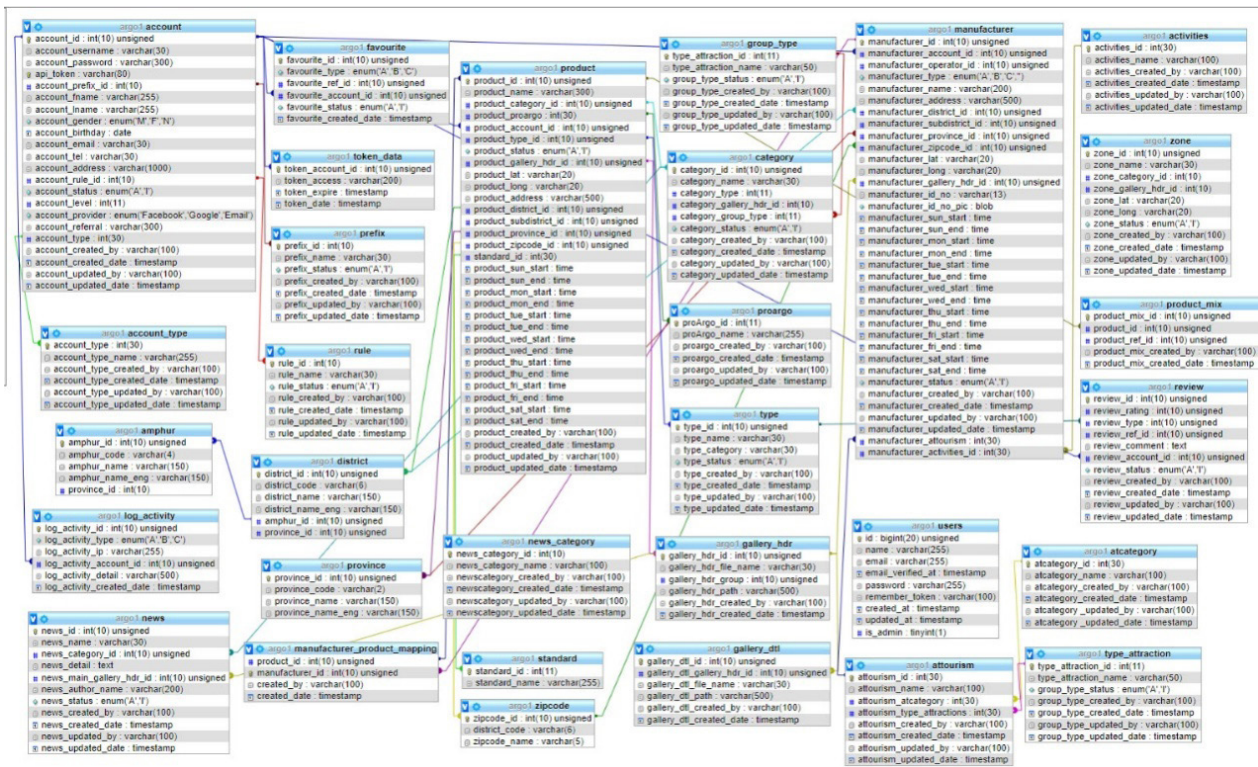 argo1 account
account_id : int(10) unsigned
account_username : varchar(30)
account_password : varchar(300)
api_token : varchar(80)
account_prefix_id : int(10)
account_fname : varchar(255)
account_lname : varchar(255)
account_gender : enum('M','F','N')
account_birthday : date
account_email : varchar(30)
account_tel : varchar(30)
account_address : varchar(1000)
account_rule_id : int(10)
account_status : enum('A','I')
account_level : int(11)
account_provider : enum('Facebook','Google','Email')
account_referral : varchar(300)
account_type : int(30)
account_created_by : varchar(100)
account_created_date : timestamp
account_updated_by : varchar(100)
account_updated_date : timestamp
argo1 favourite
favourite_id : int(10) unsigned
favourite_type : enum('A','B','C')
favourite_ref_id : int(10) unsigned
favourite_account_id : int(10) unsigned
favourite_status : enum('A','I')
favourite_created_date : timestamp
argo1 token_data
token_account_id : int(10) unsigned
token_access : varchar(200)
token_expire : timestamp
token_date : timestamp
argo1 prefix
prefix_id : int(10)
prefix_name : varchar(30)
prefix_status : enum('A','I')
prefix_created_by : varchar(100)
prefix_created_date : timestamp
prefix_updated_by : varchar(100)
prefix_updated_date : timestamp
argo1 account_type
account_type : int(30)
account_type_name : varchar(255)
account_type_created_by : varchar(100)
account_type_created_date : timestamp
account_type_updated_by : varchar(100)
account_type_updated_date : timestamp
argo1 rule
rule_id : int(10)
rule_name : varchar(30)
rule_status : enum('A','I')
rule_created_by : varchar(100)
rule_created_date : timestamp
rule_updated_by : varchar(100)
rule_updated_date : timestamp
argo1 amphur
amphur_id : int(10) unsigned
amphur_code : varchar(4)
amphur_name : varchar(150)
amphur_name_eng : varchar(150)
province_id : int(10)
argo1 district
district_id : int(10) unsigned
district_code : varchar(6)
district_name : varchar(150)
district_name_eng : varchar(150)
amphur_id : int(10) unsigned
province_id : int(10) unsigned
argo1 log_activity
log_activity_id : int(10) unsigned
log_activity_type : enum('A','B','C')
log_activity_ip : varchar(255)
log_activity_account_id : int(10) unsigned
log_activity_detail : varchar(500)
log_activity_created_date : timestamp
argo1 province
province_id : int(10) unsigned
province_code : varchar(2)
province_name : varchar(150)
province_name_eng : varchar(150)
argo1 news
news_id : int(10) unsigned
news_name : varchar(30)
news_category_id : int(10) unsigned
news_detail : text
news_main_gallery_hdr_id : int(10) unsigned
news_author_name : varchar(200)
news_status : enum('A','I')
news_created_by : varchar(100)
news_created_date : timestamp
news_updated_by : varchar(100)
news_updated_date : timestamp
argo1 manufacturer_product_mapping
product_id : int(10) unsigned
manufacturer_id : int(10) unsigned
created_by : varchar(100)
created_date : timestamp
argo1 product
product_id : int(10) unsigned
product_name : varchar(300)
product_category_id : int(10) unsigned
product_proargo : int(30)
product_account_id : int(10) unsigned
product_type_id : int(10) unsigned
product_status : enum('A','I')
product_gallery_hdr_id : int(10) unsigned
product_lat : varchar(20)
product_long : varchar(20)
product_address : varchar(500)
product_district_id : int(10) unsigned
product_subdistrict_id : int(10) unsigned
product_province_id : int(10) unsigned
product_zipcode_id : int(10) unsigned
standard_id : int(30)
product_sun_start : time
product_sun_end : time
product_mon_start : time
product_mon_end : time
product_tue_start : time
product_tue_end : time
product_wed_start : time
product_wed_end : time
product_thu_start : time
product_thu_end : time
product_fri_start : time
product_fri_end : time
product_sat_start : time
product_sat_end : time
product_created_by : varchar(100)
product_created_date : timestamp
product_updated_by : varchar(100)
product_updated_date : timestamp
argo1 news_category
news_category_id : int(10)
news_category_name : varchar(100)
newscategory_created_by : varchar(100)
newscategory_created_date : timestamp
newscategory_updated_by : varchar(100)
newscategory_updated_date : timestamp
argo1 standard
standard_id : int(11)
standard_name : varchar(255)
argo1 zipcode
zipcode_id : int(10) unsigned
district_code : varchar(6)
zipcode_name : varchar(5)
argo1 group_type
type_attraction_id : int(11)
type_attraction_name : varchar(50)
group_type_status : enum('A','I')
group_type_created_by : varchar(100)
group_type_created_date : timestamp
group_type_updated_by : varchar(100)
group_type_updated_date : timestamp
argo1 category
category_id : int(10) unsigned
category_name : varchar(30)
category_type : int(11)
category_gallery_hdr_id : int(10)
category_group_type : int(11)
category_status : enum('A','I')
category_created_by : varchar(100)
category_created_date : timestamp
category_updated_by : varchar(100)
category_updated_date : timestamp
argo1 proargo
proArgo_id : int(11)
proArgo_name : varchar(255)
proargo_created_by : varchar(100)
proargo_created_date : timestamp
proargo_updated_by : varchar(100)
proargo_updated_date : timestamp
argo1 type
type_id : int(10) unsigned
type_name : varchar(30)
type_category : varchar(30)
type_status : enum('A','I')
type_created_by : varchar(100)
type_created_date : timestamp
type_updated_by : varchar(100)
type_updated_date : timestamp
argo1 gallery_hdr
gallery_hdr_id : int(10) unsigned
gallery_hdr_file_name : varchar(30)
gallery_hdr_group : int(10) unsigned
gallery_hdr_path : varchar(500)
gallery_hdr_created_by : varchar(100)
gallery_hdr_created_date : timestamp
argo1 gallery_dtl
gallery_dtl_id : int(10) unsigned
gallery_dtl_gallery_hdr_id : int(10) unsigned
gallery_dtl_file_name : varchar(30)
gallery_dtl_path : varchar(500)
gallery_dtl_created_by : varchar(100)
gallery_dtl_created_date : timestamp
argo1 manufacturer
manufacturer_id : int(10) unsigned
manufacturer_account_id : int(10) unsigned
manufacturer_operator_id : int(10) unsigned
manufacturer_type : enum('A','B','C','')
manufacturer_name : varchar(200)
manufacturer_address : varchar(500)
manufacturer_district_id : int(10) unsigned
manufacturer_subdistrict_id : int(10) unsigned
manufacturer_province_id : int(10) unsigned
manufacturer_zipcode_id : int(10) unsigned
manufacturer_lat : varchar(20)
manufacturer_long : varchar(20)
manufacturer_gallery_hdr_id : int(10) unsigned
manufacturer_id_no : varchar(13)
manufacturer_id_no_pic : blob
manufacturer_sun_start : time
manufacturer_sun_end : time
manufacturer_mon_start : time
manufacturer_mon_end : time
manufacturer_tue_start : time
manufacturer_tue_end : time
manufacturer_wed_start : time
manufacturer_wed_end : time
manufacturer_thu_start : time
manufacturer_thu_end : time
manufacturer_fri_start : time
manufacturer_fri_end : time
manufacturer_sat_start : time
manufacturer_sat_end : time
manufacturer_status : enum('A','I')
manufacturer_created_by : varchar(100)
manufacturer_created_date : timestamp
manufacturer_updated_by : varchar(100)
manufacturer_updated_date : timestamp
manufacturer_attourism : int(30)
manufacturer_activities_id : int(30)
argo1 users
id : bigint(20) unsigned
name : varchar(255)
email : varchar(255)
email_verified_at : timestamp
password : varchar(255)
remember_token : varchar(100)
created_at : timestamp
updated_at : timestamp
is_admin : tinyint(1)
argo1 attourism
attourism_id : int(30)
attourism_name : varchar(100)
attourism_atcategory : int(30)
attourism_type_attractions : int(30)
attourism_created_by : varchar(100)
attourism_created_date : timestamp
attourism_updated_by : varchar(100)
attourism_updated_date : timestamp
argo1 activities
activities_id : int(30)
activities_name : varchar(100)
activities_created_by : varchar(100)
activities_created_date : timestamp
activities_updated_by : varchar(100)
activities_updated_date : timestamp
argo1 zone
zone_id : int(10) unsigned
zone_name : varchar(30)
zone_category_id : int(10)
zone_gallery_hdr_id : int(10)
zone_lat : varchar(20)
zone_long : varchar(20)
zone_status : enum('A','I')
zone_created_by : varchar(100)
zone_created_date : timestamp
zone_updated_by : varchar(100)
zone_updated_date : timestamp
argo1 product_mix
product_mix_id : int(10) unsigned
product_id : int(10) unsigned
product_ref_id : int(10) unsigned
product_mix_created_by : varchar(100)
product_mix_created_date : timestamp
argo1 review
review_id : int(10) unsigned
review_rating : int(10) unsigned
review_type : int(10) unsigned
review_ref_id : int(10) unsigned
review_comment : text
review_account_id : int(10) unsigned
review_status : enum('A','I')
review_created_by : varchar(100)
review_created_date : timestamp
review_updated_by : varchar(100)
review_updated_date : timestamp
argo1 atcategory
atcategory_id : int(30)
atcategory_name : varchar(100)
atcategory_created_by : varchar(100)
atcategory_created_date : timestamp
atcategory _updated_by : varchar(100)
atcategory _updated_date : timestamp
argo1 type_attraction
type_attraction_id : int(11)
type_attraction_name : varchar(50)
group_type_status : enum('A','I')
group_type_created_by : varchar(100)
group_type_created_date : timestamp
group_type_updated_by : varchar(100)
group_type_updated_date : timestamp